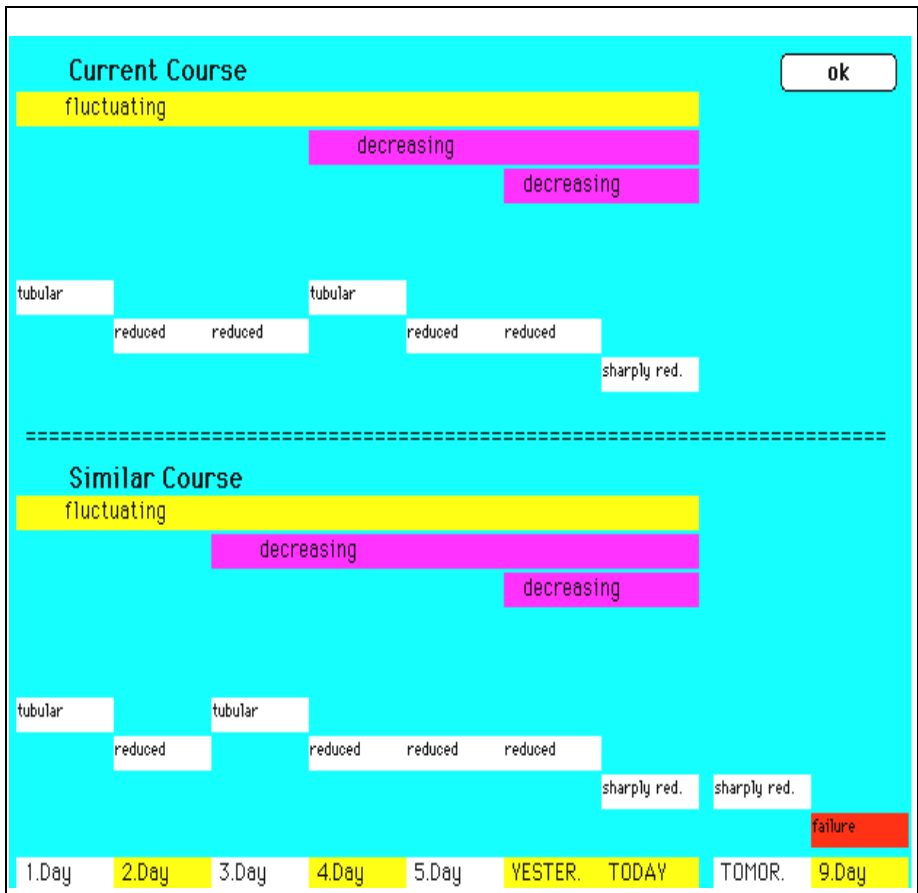 Current Course ok
fluctuating
decreasing
decreasing
tubular tubular
reduced reduced reduced reduced
sharply red.
==========================================================================
Similar Course
fluctuating
decreasing
decreasing
tubular tubular
reduced reduced reduced reduced
sharply red. sharply red.
failure
1.Day 2.Day 3.Day 4.Day 5.Day YESTER. TODAY TOMOR. 9.Day